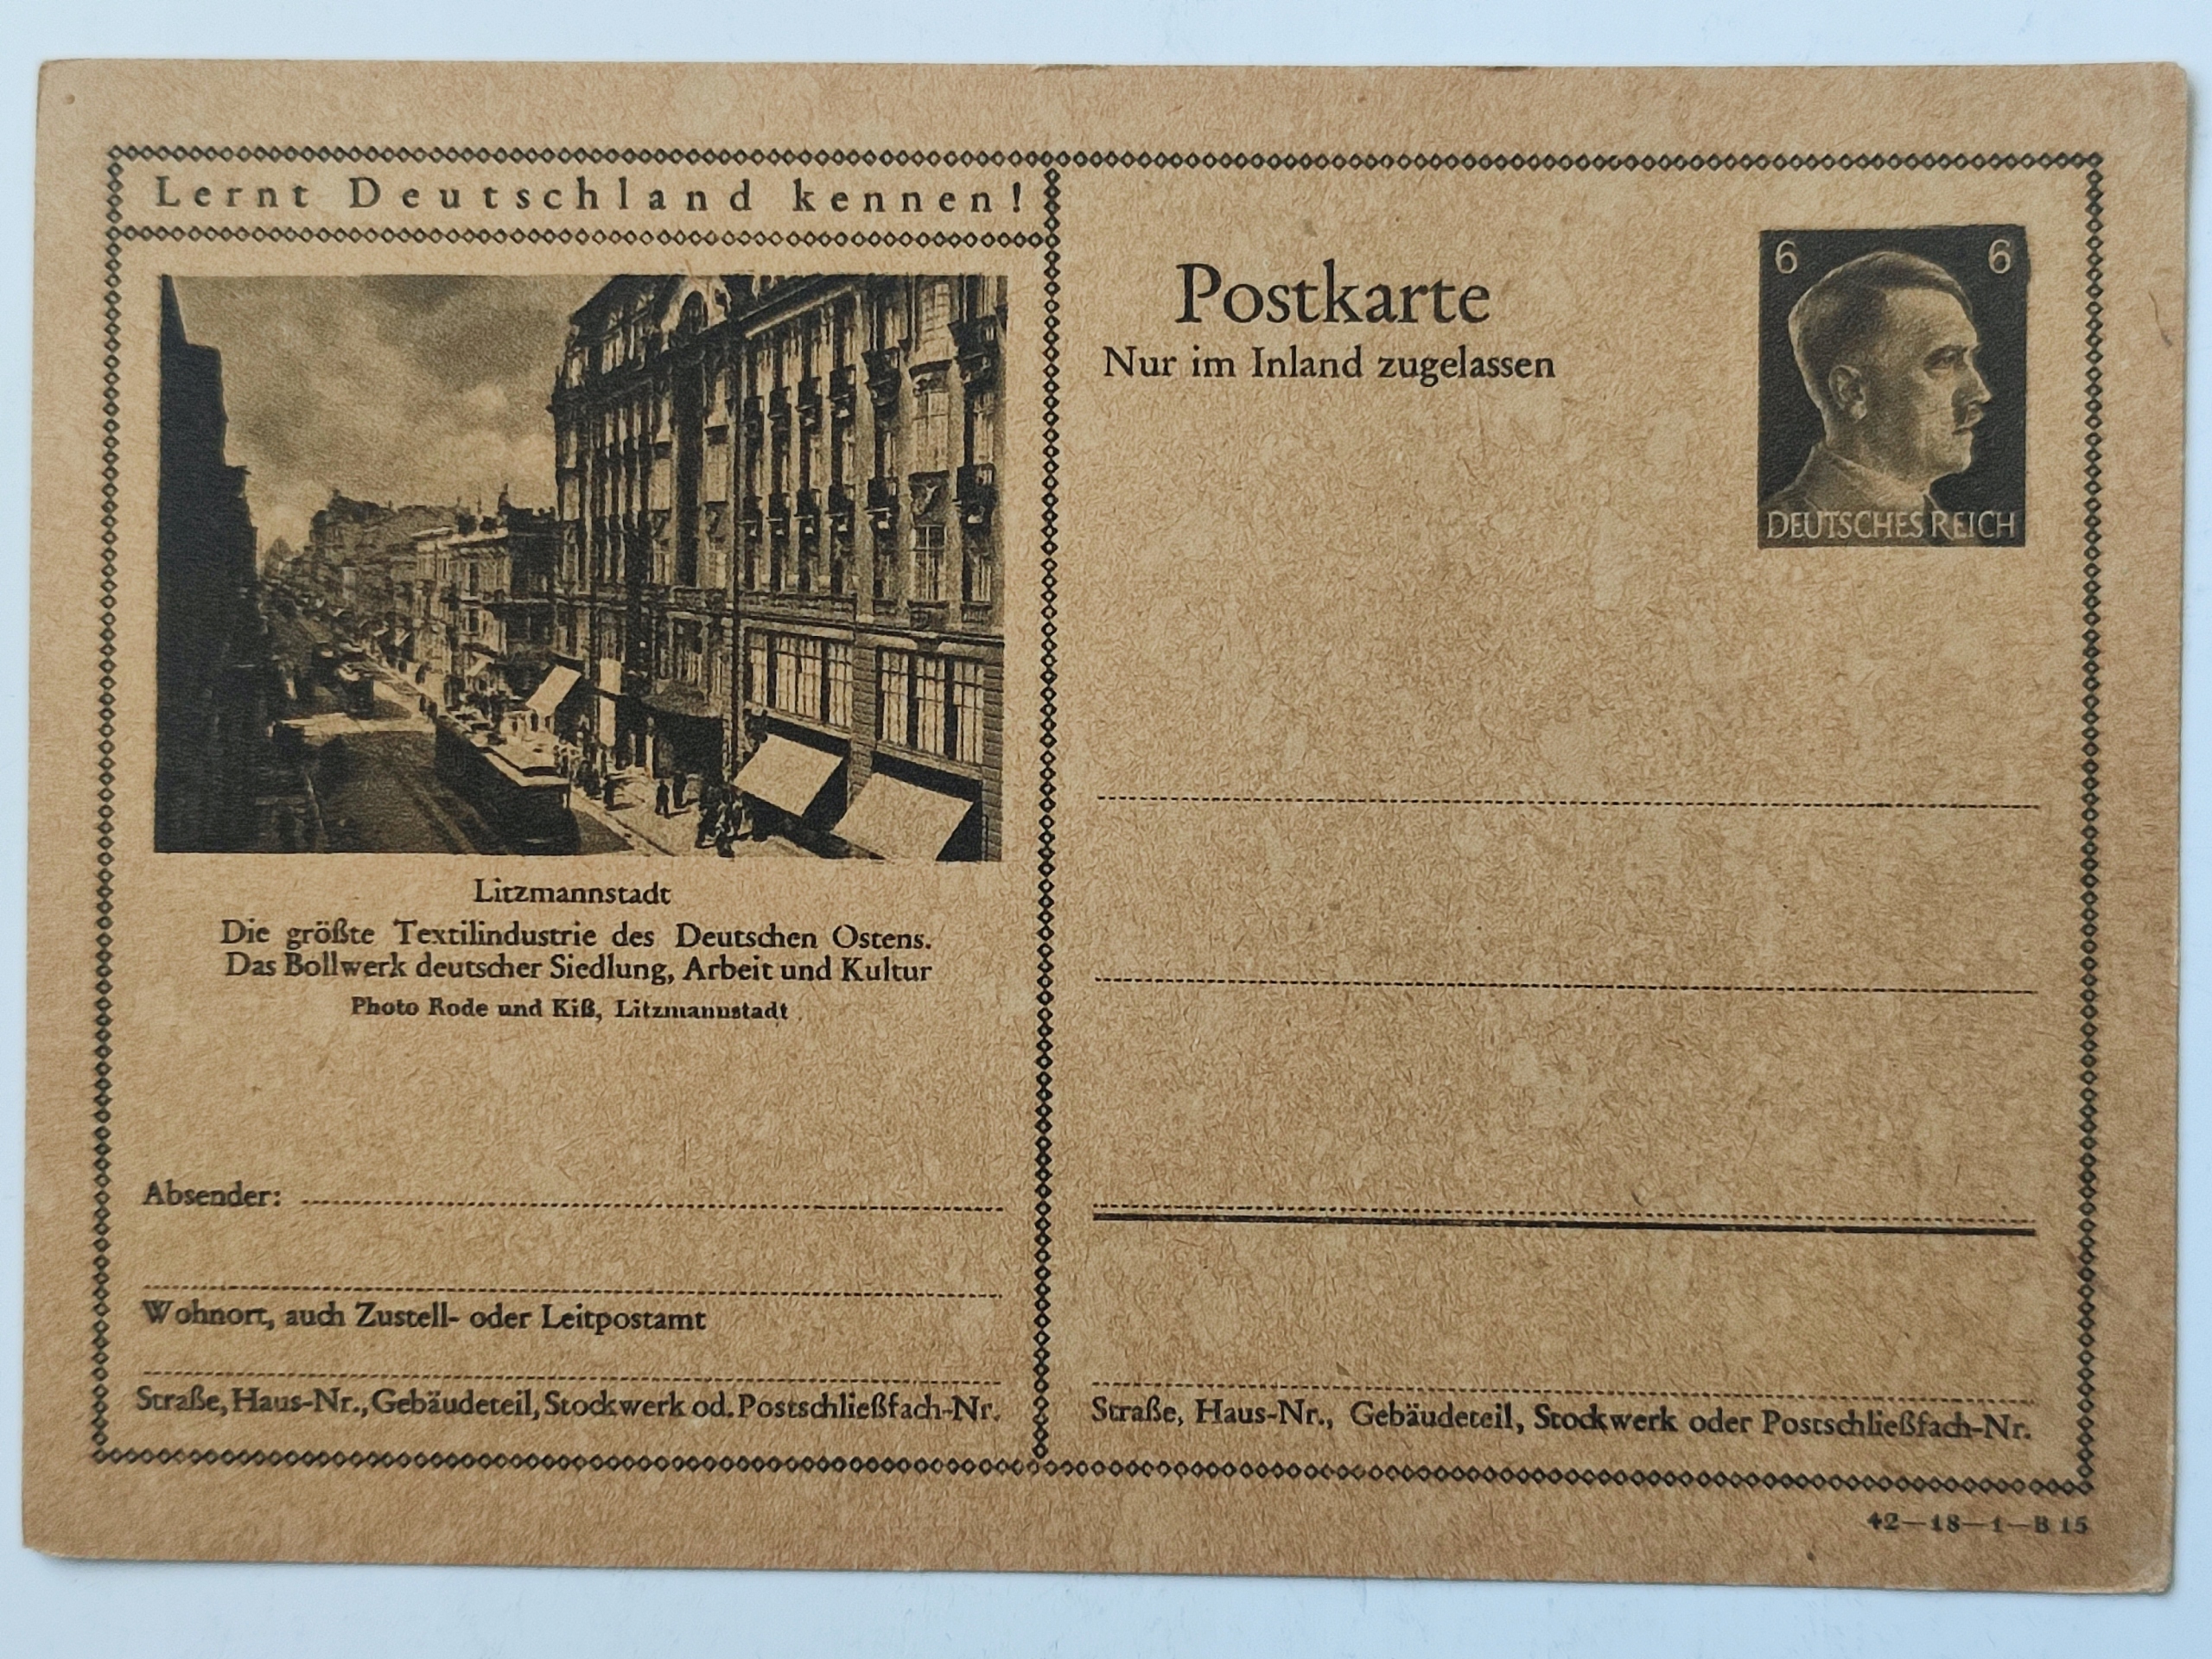 Lernt Deutschland kennen!
Litzmannstadt
Die größte Textilindustrie des Deutschen Ostens.
Das Bollwerk deutscher Siedlung, Arbeit und Kultur
Photo Rode und Kiß, Litzmannstadt
Absender:
Wohnort, auch Zustell- oder Leitpostamt
Straße, Haus-Nr., Gebäudeteil, Stockwerk od. Postschließfach-Nr.
Postkarte
Nur im Inland zugelassen
6 6
DEUTSCHES REICH
Straße, Haus-Nr., Gebäudeteil, Stockwerk oder Postschließfach-Nr.
42—18—1—B 15